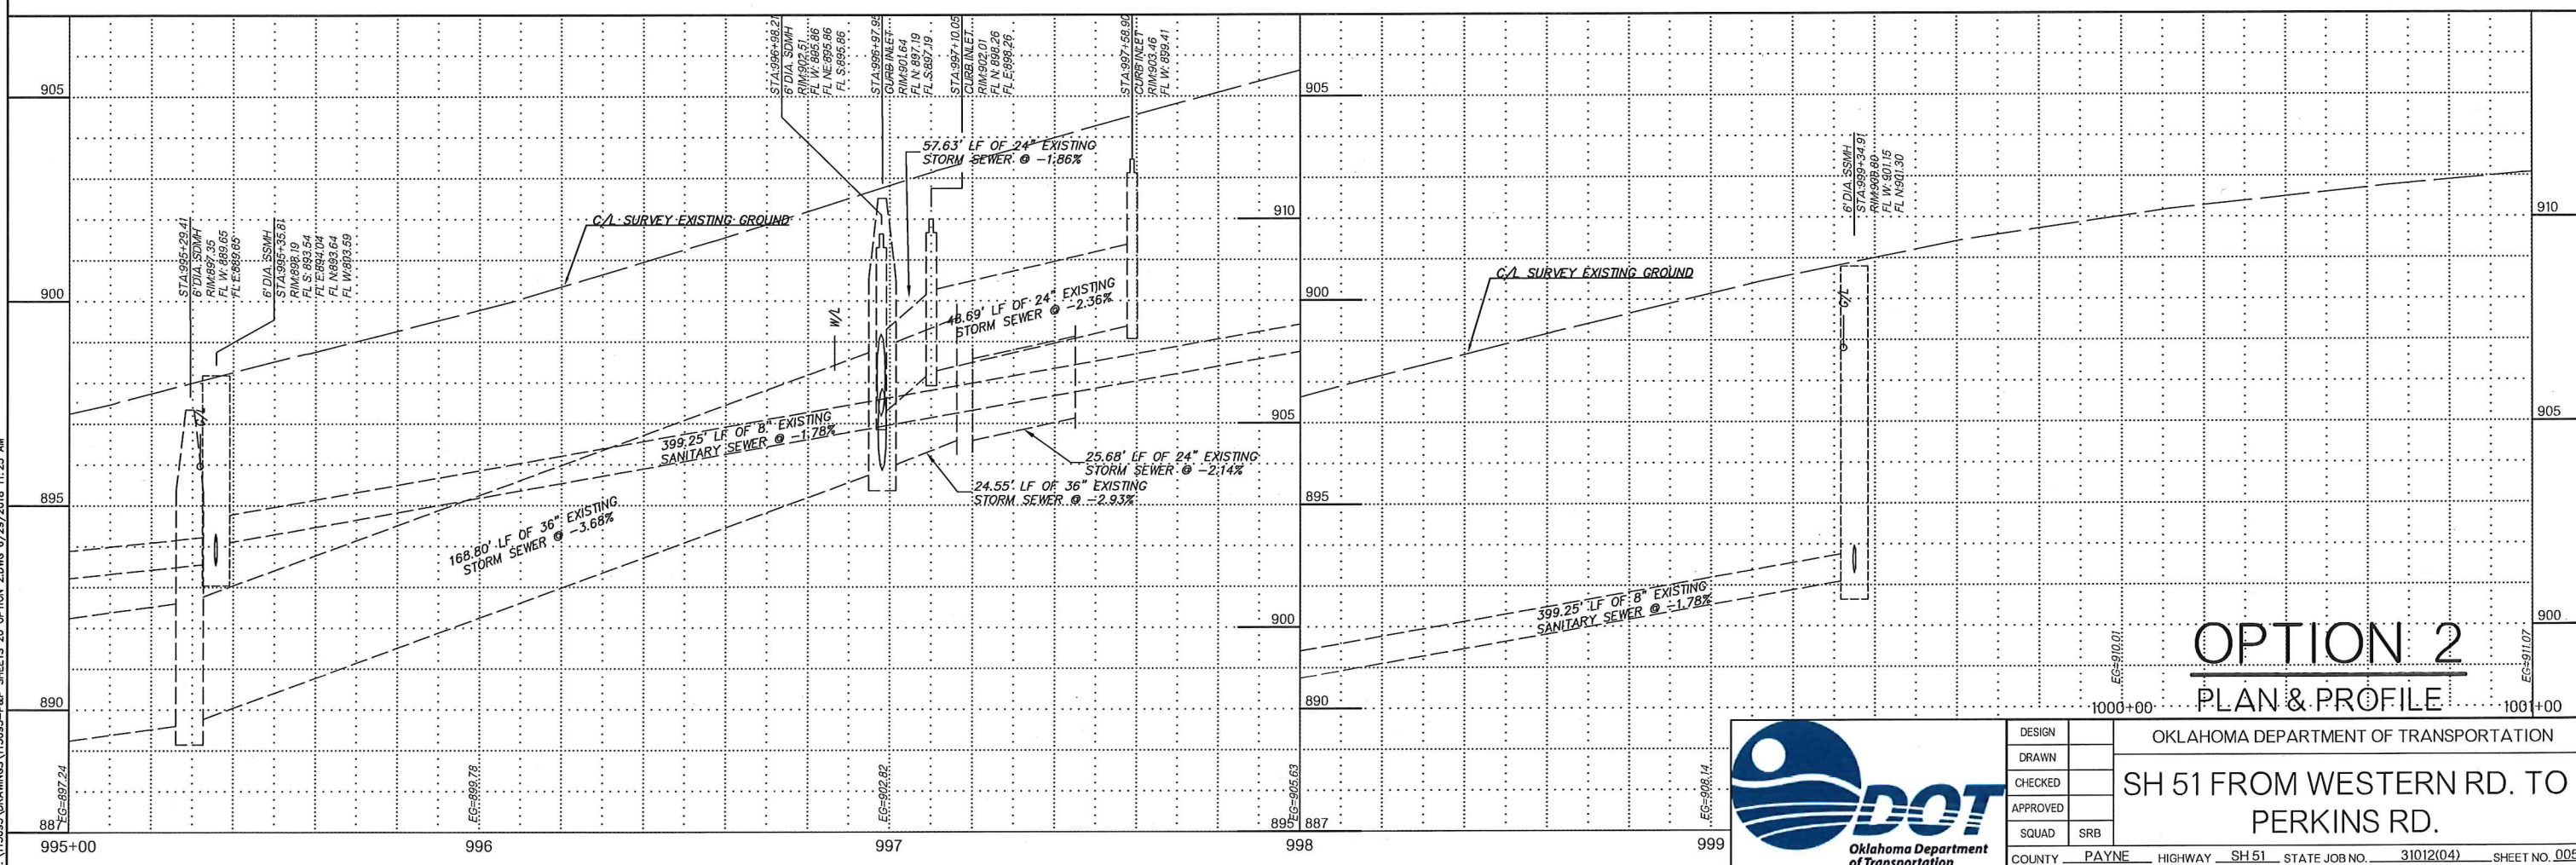 STA:996+98.21
6' DIA. SDMH
RIM:902.51
FL W: 895.86
FL NE:895.86
FL S:895.86
STA:996+97.95
CURB INLET
RIM:901.64
FL N: 897.19
FL S:897.19
STA:997+10.05
CURB INLET
RIM:902.01
FL N: 898.26
FL E:898.26
STA:997+58.90
CURB INLET
RIM:903.46
FL W: 899.41
905
905
57.63' LF OF 24" EXISTING
STORM SEWER @ -1.86%
6' DIA. SSMH
STA:999+34.91
RIM:908.80
FL W: 901.15
FL N:901.30
C/L SURVEY EXISTING GROUND
910
910
STA:995+29.41
6' DIA. SDMH
RIM:897.35
FL W: 889.65
FL E:889.65
6' DIA. SSMH
STA:995+35.81
RIM:898.19
FL S: 893.54
FL E:894.04
FL N:893.64
FL W:893.59
C/L SURVEY EXISTING GROUND
900
900
48.69' LF OF 24" EXISTING
STORM SEWER @ -2.36%
W/L
G/L
G/L
905
905
399.25' LF OF 8" EXISTING
SANITARY SEWER @ -1.78%
25.68' LF OF 24" EXISTING
STORM SEWER @ -2.14%
24.55' LF OF 36" EXISTING
STORM SEWER @ -2.93%
895
895
168.80' LF OF 36" EXISTING
STORM SEWER @ -3.68%
399.25' LF OF 8" EXISTING
SANITARY SEWER @ -1.78%
900
900
OPTION 2
PLAN & PROFILE
890
890
EG=897.24
EG=899.78
EG=902.82
EG=905.63
EG=908.14
EG=910.01
EG=911.07
1000+00
1001+00
887
895
887
995+00
996
997
998
999
DOT
Oklahoma Department
of Transportation
DESIGN
DRAWN
CHECKED
APPROVED
SQUAD SRB
OKLAHOMA DEPARTMENT OF TRANSPORTATION
SH 51 FROM WESTERN RD. TO
PERKINS RD.
COUNTY PAYNE HIGHWAY SH 51 STATE JOB NO. 31012(04) SHEET NO.